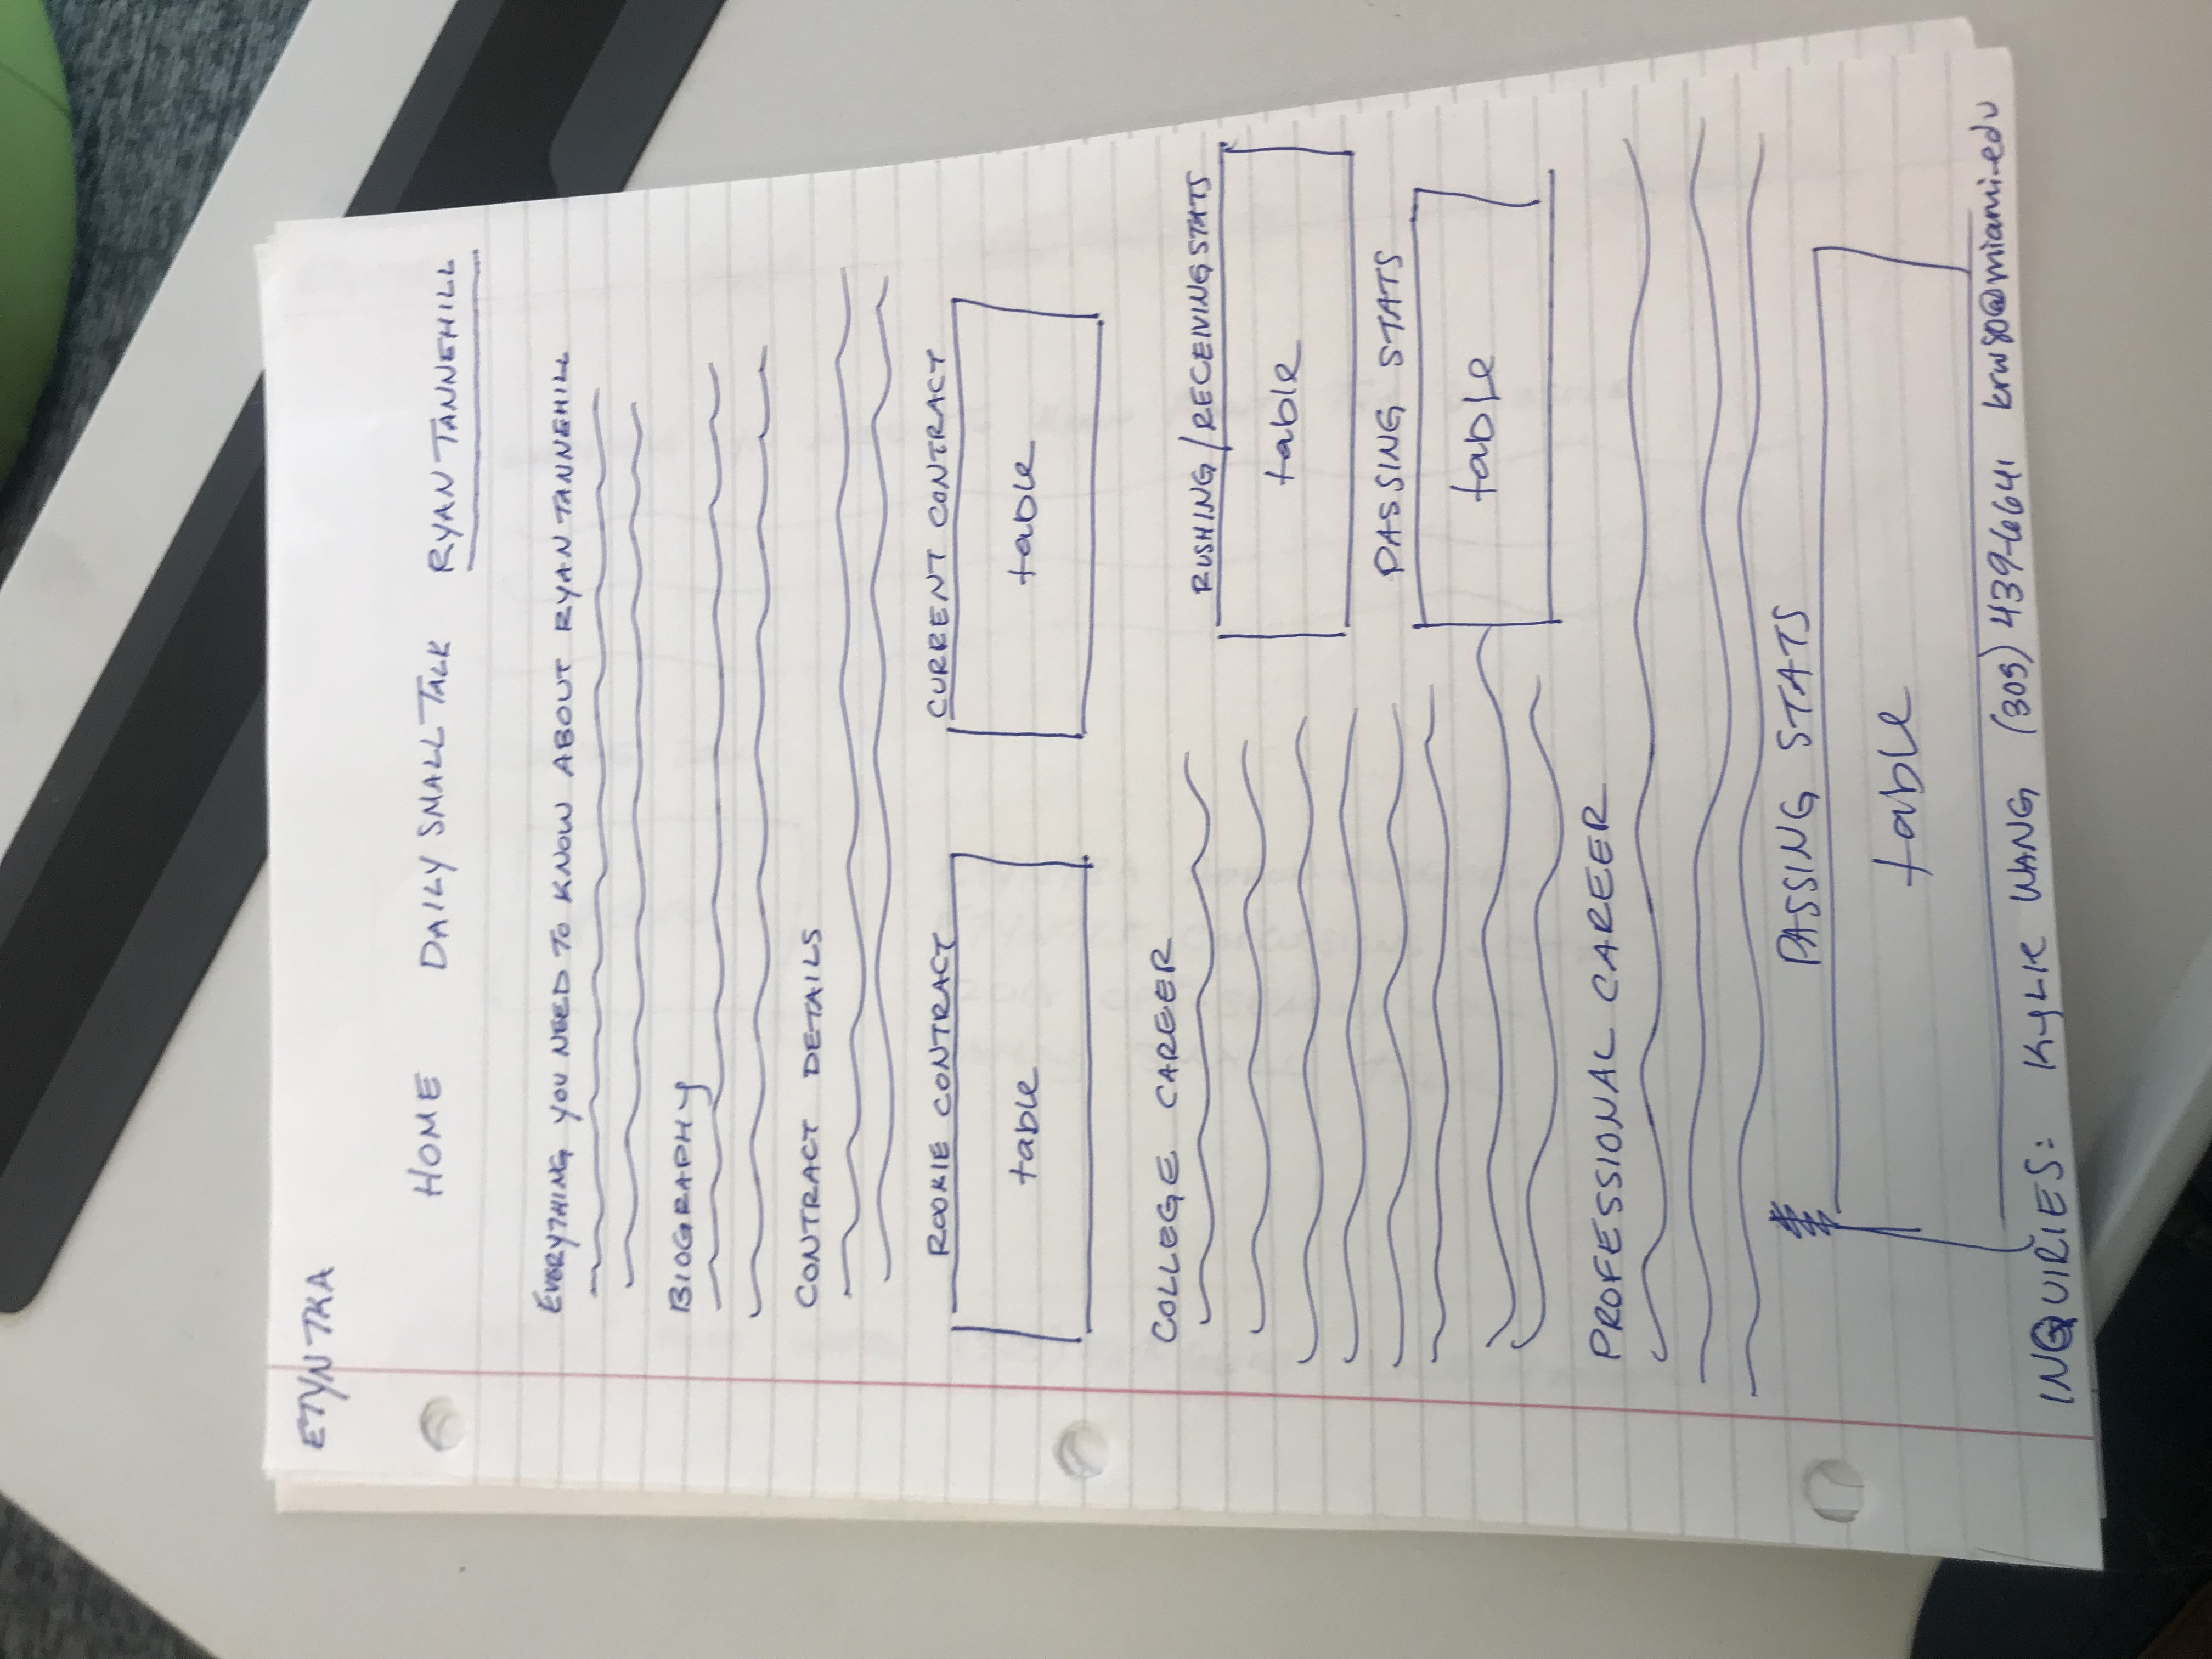 ETYNTKA
HOME DAILY SMALL TALK RYAN TANNEHILL
EVERYTHING YOU NEED TO KNOW ABOUT RYAN TANNEHILL
BIOGRAPHY
CONTRACT DETAILS
ROOKIE CONTRACT CURRENT CONTRACT
table table
COLLEGE CAREER
RUSHING/RECEIVING STATS
table
PASSING STATS
table
PROFESSIONAL CAREER
PASSING STATS
table
INQUIRIES: KYLIE WANG (305) 439-6641 krw80@miami.edu